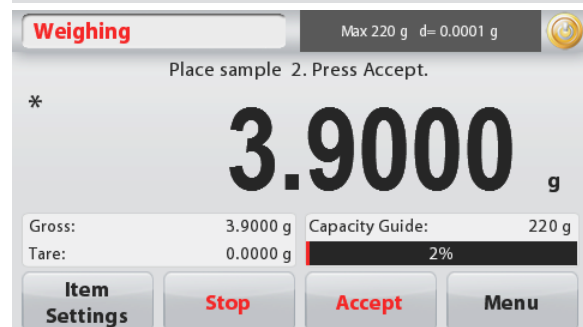 Weighing
Max 220 g d= 0.0001 g
Place sample 2. Press Accept.
*
3.9000 g
Gross: 3.9000 g Capacity Guide: 220 g
Tare: 0.0000 g 2%
Item
Settings
Stop
Accept
Menu